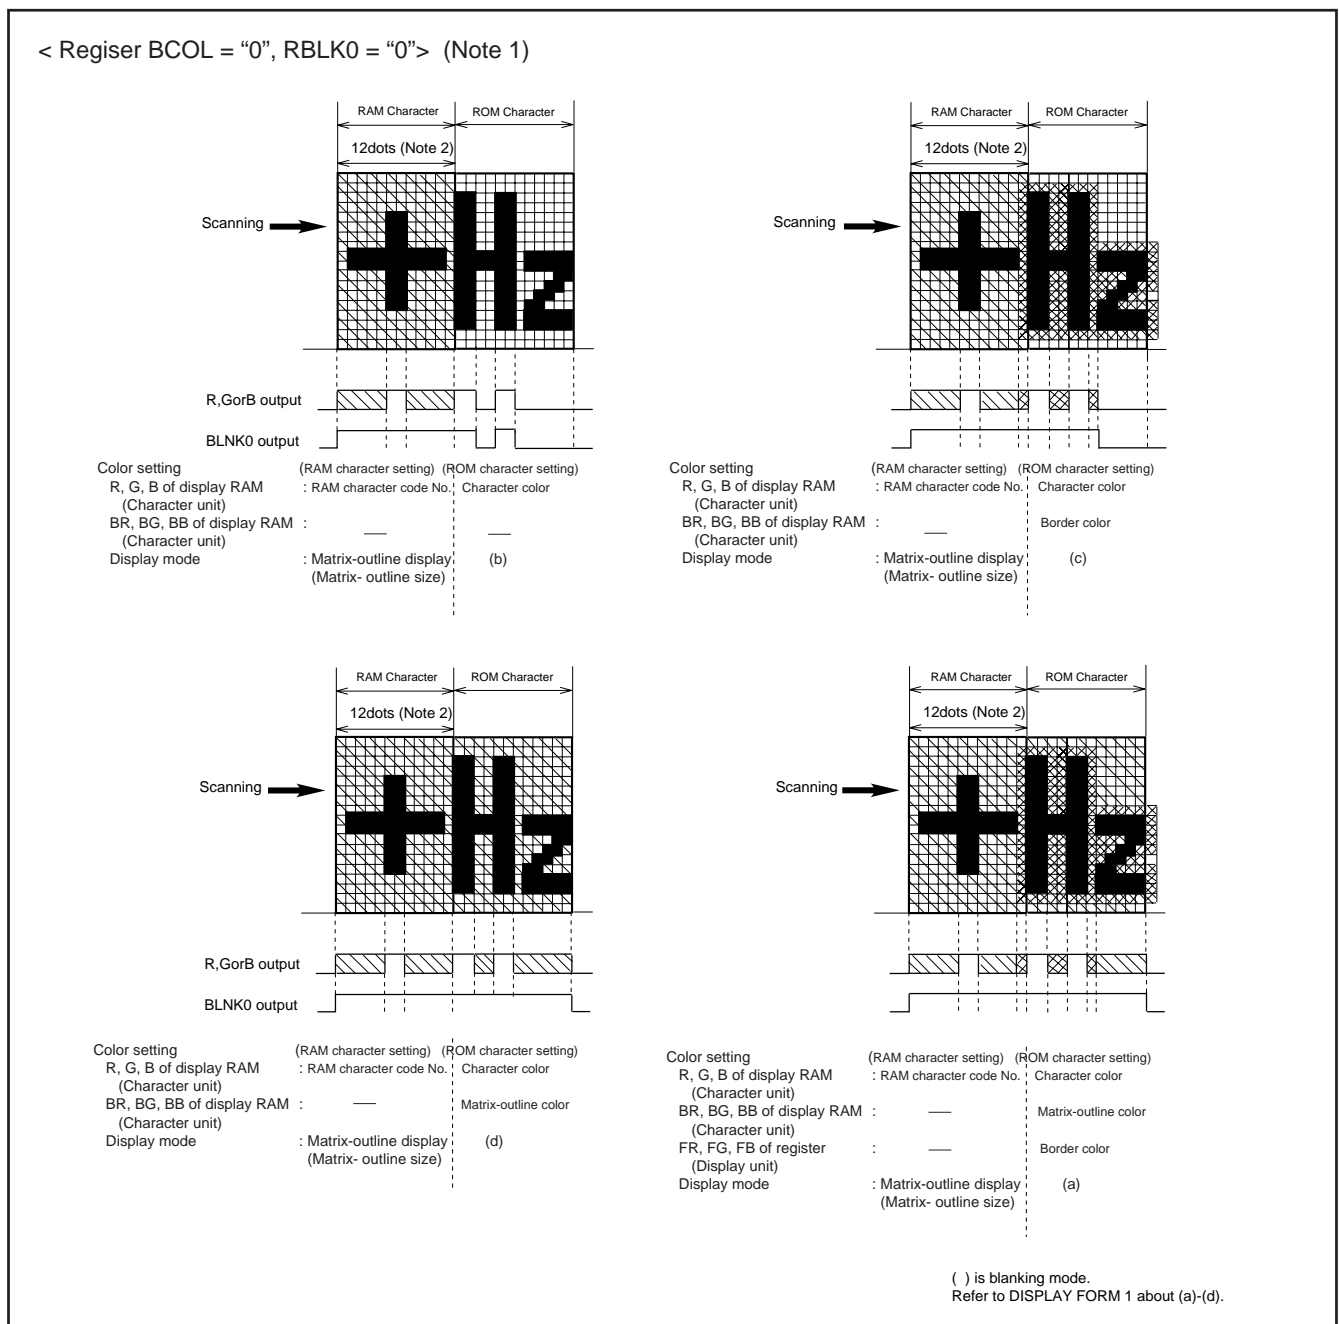 < Regiser BCOL = “0”, RBLK0 = “0”> (Note 1)
RAM Character ROM Character
12dots (Note 2)
Scanning
Hz
R,GorB output
BLNK0 output
Color setting (RAM character setting) (ROM character setting)
R, G, B of display RAM : RAM character code No. Character color
(Character unit)
BR, BG, BB of display RAM : — —
(Character unit)
Display mode : Matrix-outline display (b)
(Matrix- outline size)
RAM Character ROM Character
12dots (Note 2)
Scanning
Hz
R,GorB output
BLNK0 output
Color setting (RAM character setting) (ROM character setting)
R, G, B of display RAM : RAM character code No. Character color
(Character unit)
BR, BG, BB of display RAM : — Border color
(Character unit)
Display mode : Matrix-outline display (c)
(Matrix- outline size)
RAM Character ROM Character
12dots (Note 2)
Scanning
Hz
R,GorB output
BLNK0 output
Color setting (RAM character setting) (ROM character setting)
R, G, B of display RAM : RAM character code No. Character color
(Character unit)
BR, BG, BB of display RAM : — Matrix-outline color
(Character unit)
Display mode : Matrix-outline display (d)
(Matrix- outline size)
RAM Character ROM Character
12dots (Note 2)
Scanning
Hz
R,GorB output
BLNK0 output
Color setting (RAM character setting) (ROM character setting)
R, G, B of display RAM : RAM character code No. Character color
(Character unit)
BR, BG, BB of display RAM : — Matrix-outline color
(Character unit)
FR, FG, FB of register : — Border color
(Display unit)
Display mode : Matrix-outline display (a)
(Matrix- outline size)
( ) is blanking mode.
Refer to DISPLAY FORM 1 about (a)-(d).